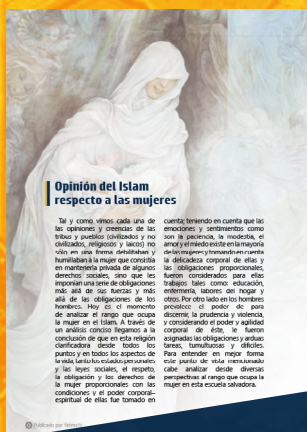 Opinión del Islam
respecto a las mujeres
Tal y como vimos cada una de
las opiniones y creencias de las
tribus y pueblos (civilizados y no
civilizados, religiosos y laicos) no
sólo en una forma debilitaban y
humillaban a la mujer que consistía
en mantenerla privada de algunos
derechos sociales, sino que les
imponían una serie de obligaciones
más allá de sus fuerzas y más
allá de las obligaciones de los
hombres. Hoy es el momento
de analizar el rango que ocupa
la mujer en el Islam. A través de
un análisis conciso llegamos a la
conclusión de que en esta religión
clarificada desde todos los
puntos y en todos los aspectos de
la vida, tanto los estados personales
y las leyes sociales, el respeto,
la obligación y los derechos de
la mujer proporcionales con las
condiciones y el poder corporal-
espiritual de ellas fue tomado en
cuenta; teniendo en cuenta que las
emociones y sentimientos como
son la paciencia, la modestia, el
amor y el miedo existe en la mayoría
de las mujeres y tomando en cuenta
la delicadeza corporal de ellas y
las obligaciones proporcionales,
fueron considerados para ellas
trabajos tales como: educación,
enfermería, labores del hogar y
otros. Por otro lado en los hombres
prevalece el poder de para
discernir, la prudencia y violencia,
y considerando el poder y agilidad
corporal de éste, le fueron
asignadas las obligaciones y arduas
tareas, tumultuosas y difíciles.
Para entender en mejor forma
este punto de vista mencionado
cabe analizar desde diversas
perspectivas al rango que ocupa la
mujer en esta escuela salvadora.
Publicado por fatima.tv